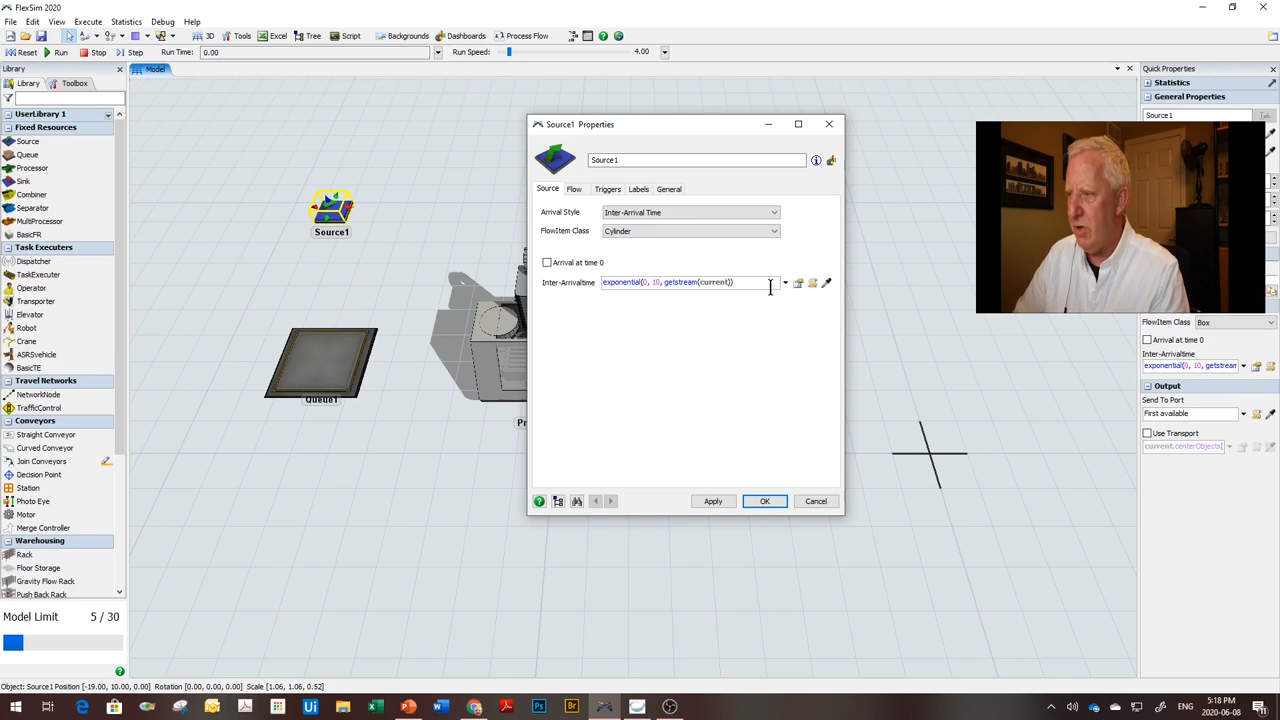 FlexSim 2020
File Edit View Execute Statistics Debug Help
3D Tools Excel Tree Script Backgrounds Dashboards Process Flow
Reset Run Stop Step Run Time: 0.00 Run Speed: 4.00
Library
Library Toolbox
UserLibrary 1
Fixed Resources
Source
Queue
Processor
Sink
Combiner
Separator
MultiProcessor
BasicFR
Task Executers
Dispatcher
TaskExecuter
Operator
Transporter
Elevator
Robot
Crane
ASRSvehicle
BasicTE
Travel Networks
NetworkNode
TrafficControl
Conveyors
Straight Conveyor
Curved Conveyor
Join Conveyors
Decision Point
Station
Photo Eye
Motor
Merge Controller
Warehousing
Rack
Floor Storage
Gravity Flow Rack
Push Back Rack
Model Limit 5 / 30
Model
Source1
Queue1
Pr
Source1 Properties
Source1
Source Flow Triggers Labels General
Arrival Style Inter-Arrival Time
FlowItem Class Cylinder
Arrival at time 0
Inter-Arrivaltime exponential(0, 10, getstream(current))
Apply OK Cancel
Quick Properties
Statistics
General Properties
Source1
FlowItem Class Box
Arrival at time 0
Inter-Arrivaltime
exponential(0, 10, getstream
Output
Send To Port
First available
Use Transport
current.centerObjects[
Object: Source1 Position [-19.00, 10.00, 0.00] Rotation [0.00, 0.00, 0.00] Scale [1.06, 1.06, 0.52]
5:18 PM
2020-06-08